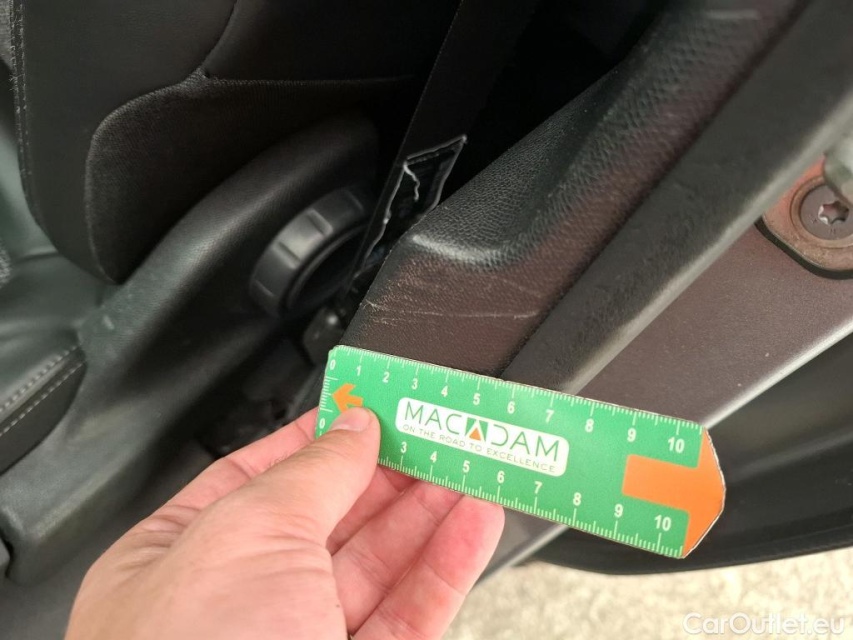 0 1 2 3 4 5 6 7 8 9 10
MACADAM
ON THE ROAD TO EXCELLENCE
0 3 4 5 6 7 8 9 10
CarOutlet.eu